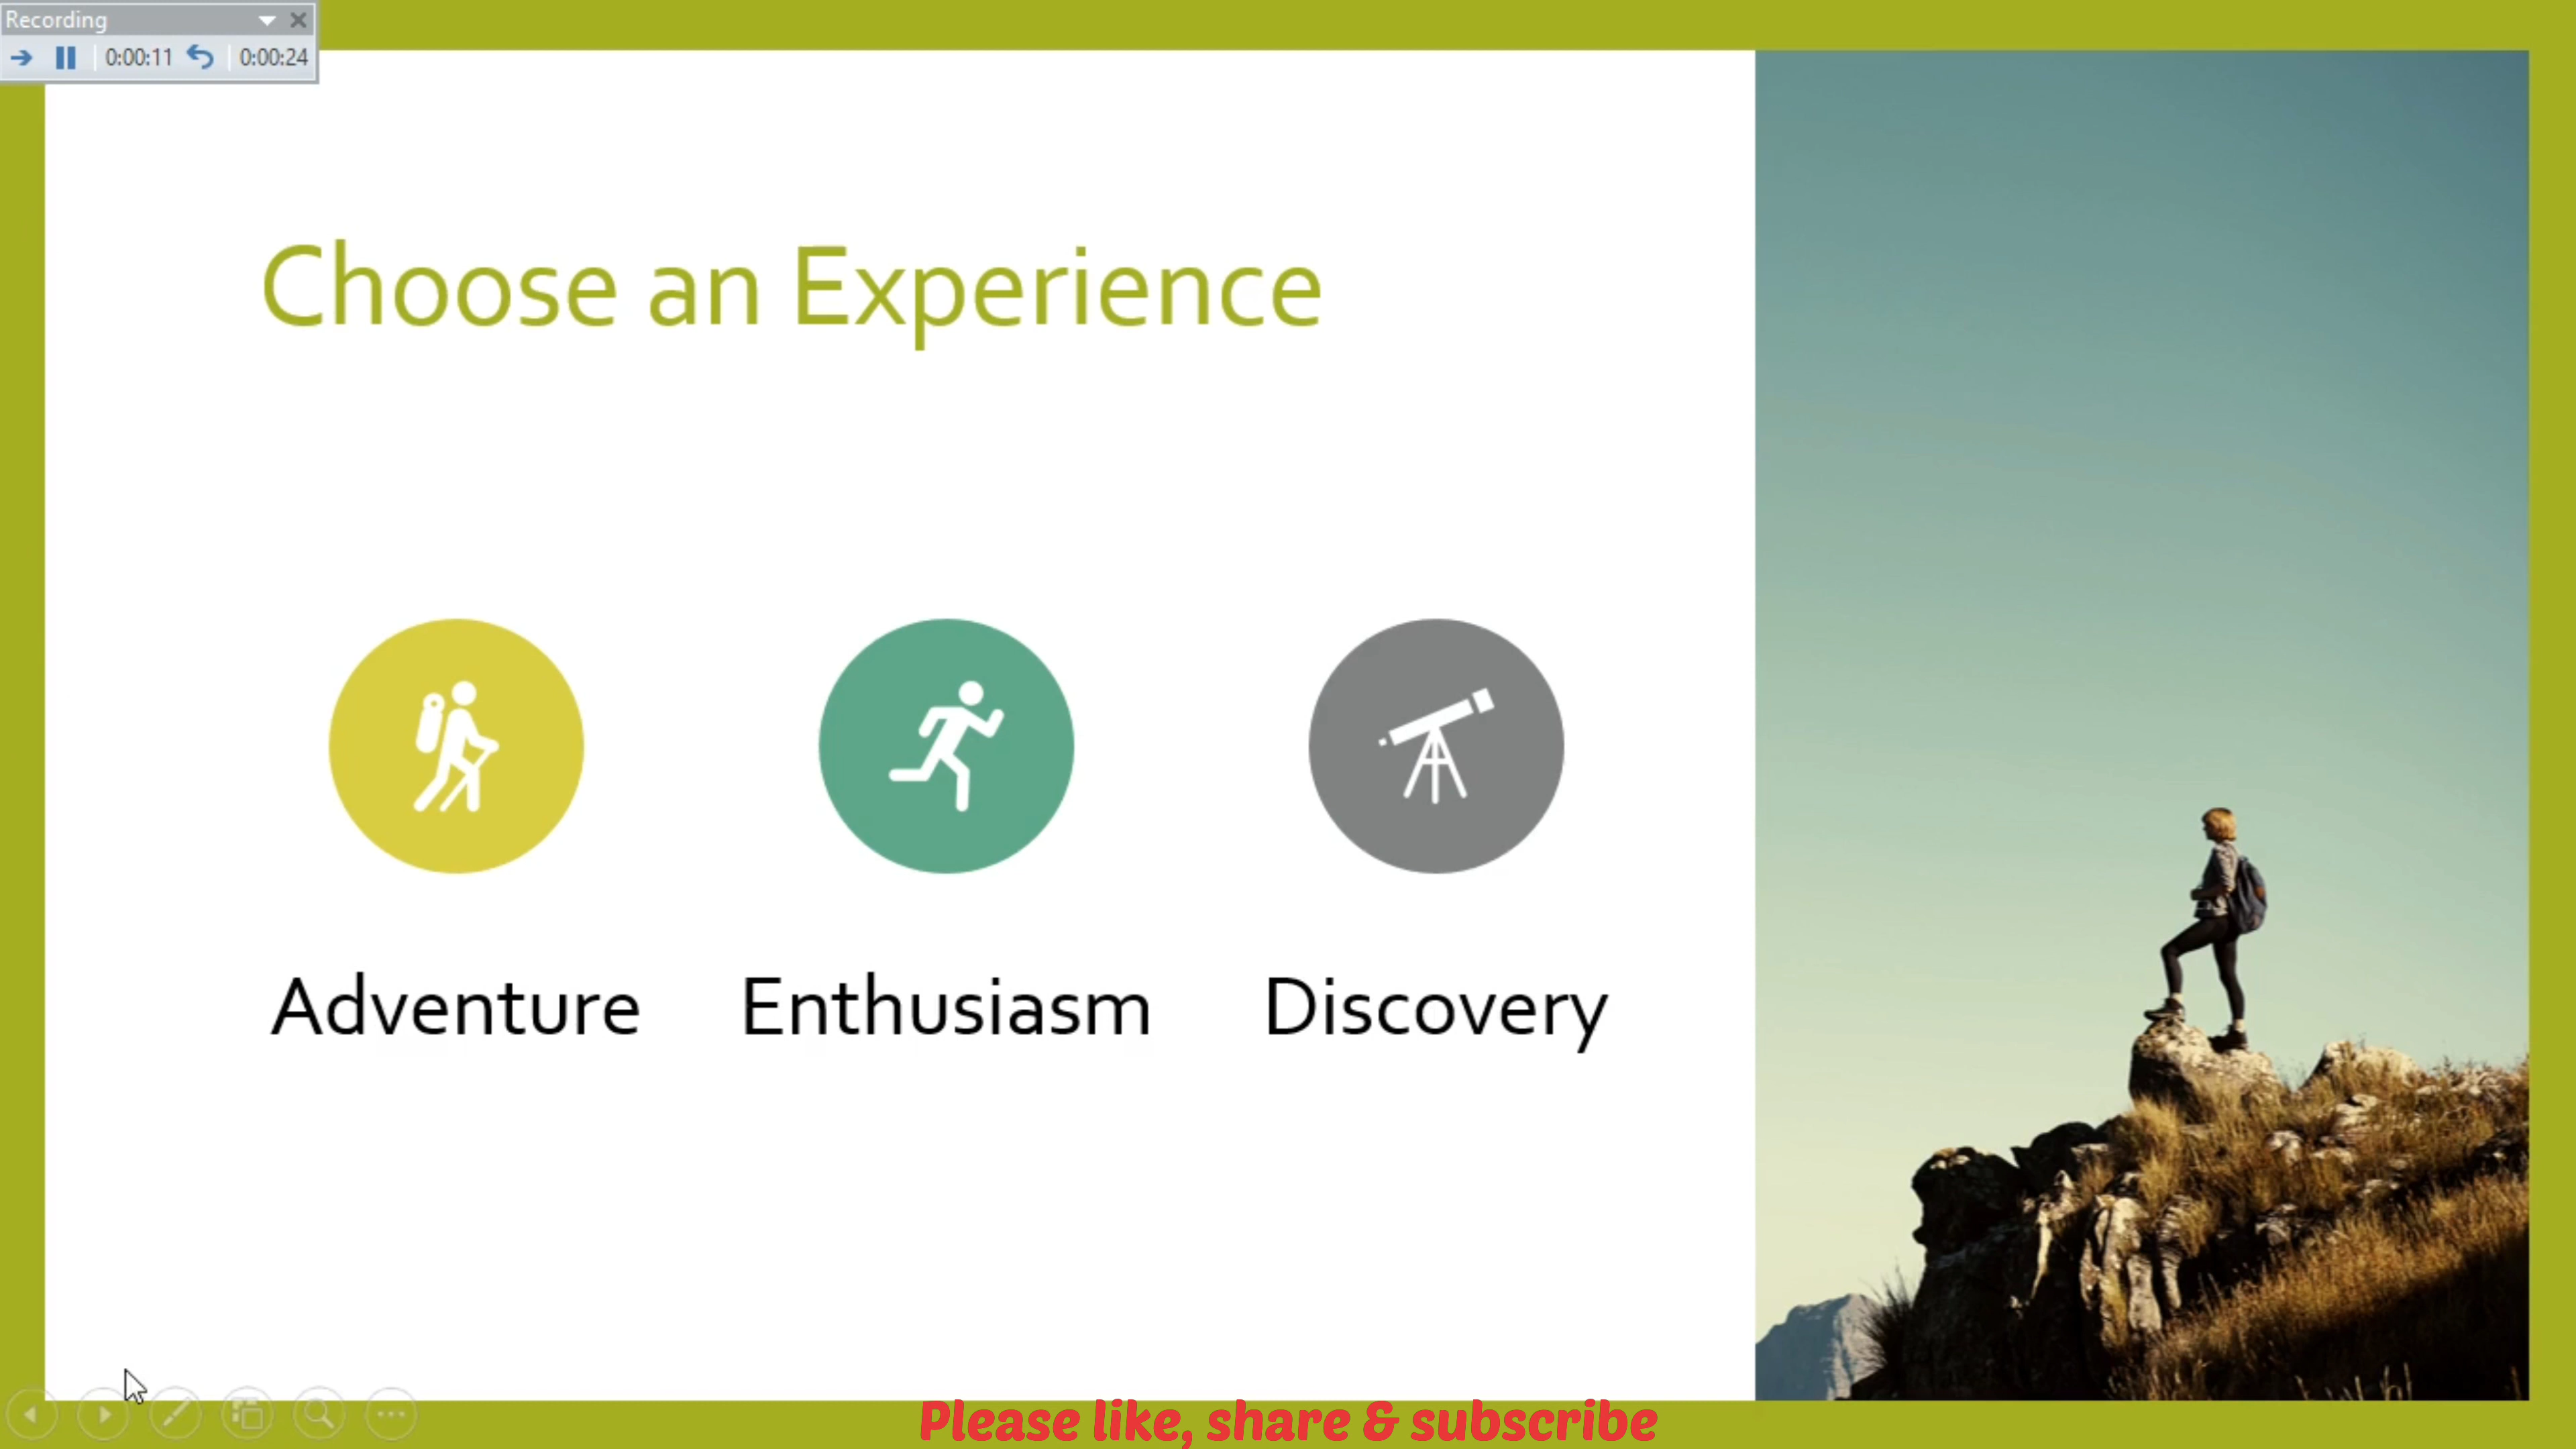 Recording
0:00:11 0:00:24
Choose an Experience
Adventure Enthusiasm Discovery
Please like, share & subscribe